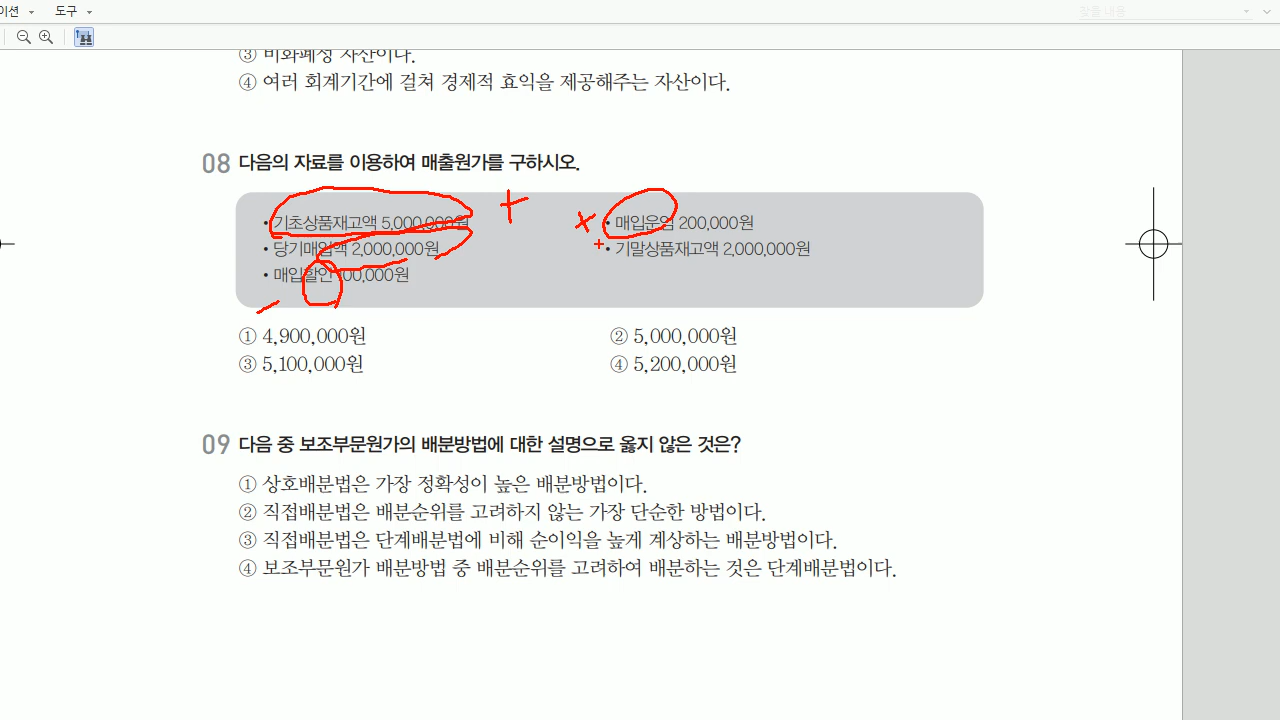 이션 도구 찾을 내용
③ 비화폐성 자산이다.
④ 여러 회계기간에 걸쳐 경제적 효익을 제공해주는 자산이다.
08 다음의 자료를 이용하여 매출원가를 구하시오.
• 기초상품재고액 5,000,000원 • 매입운임 200,000원
• 당기매입액 2,000,000원 • 기말상품재고액 2,000,000원
• 매입할인 100,000원
① 4,900,000원 ② 5,000,000원
③ 5,100,000원 ④ 5,200,000원
09 다음 중 보조부문원가의 배분방법에 대한 설명으로 옳지 않은 것은?
① 상호배분법은 가장 정확성이 높은 배분방법이다.
② 직접배분법은 배분순위를 고려하지 않는 가장 단순한 방법이다.
③ 직접배분법은 단계배분법에 비해 순이익을 높게 계상하는 배분방법이다.
④ 보조부문원가 배분방법 중 배분순위를 고려하여 배분하는 것은 단계배분법이다.